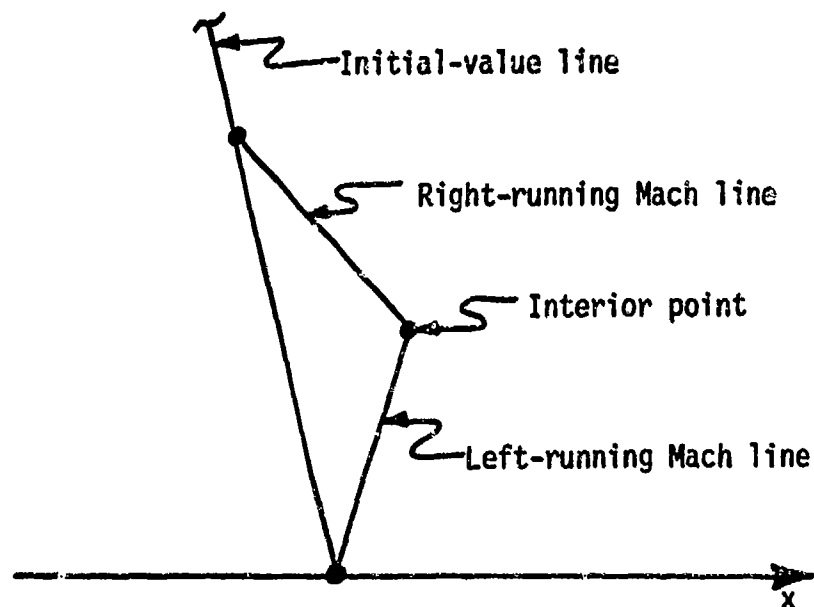 Initial-value line
Right-running Mach line
Interior point
Left-running Mach line
x